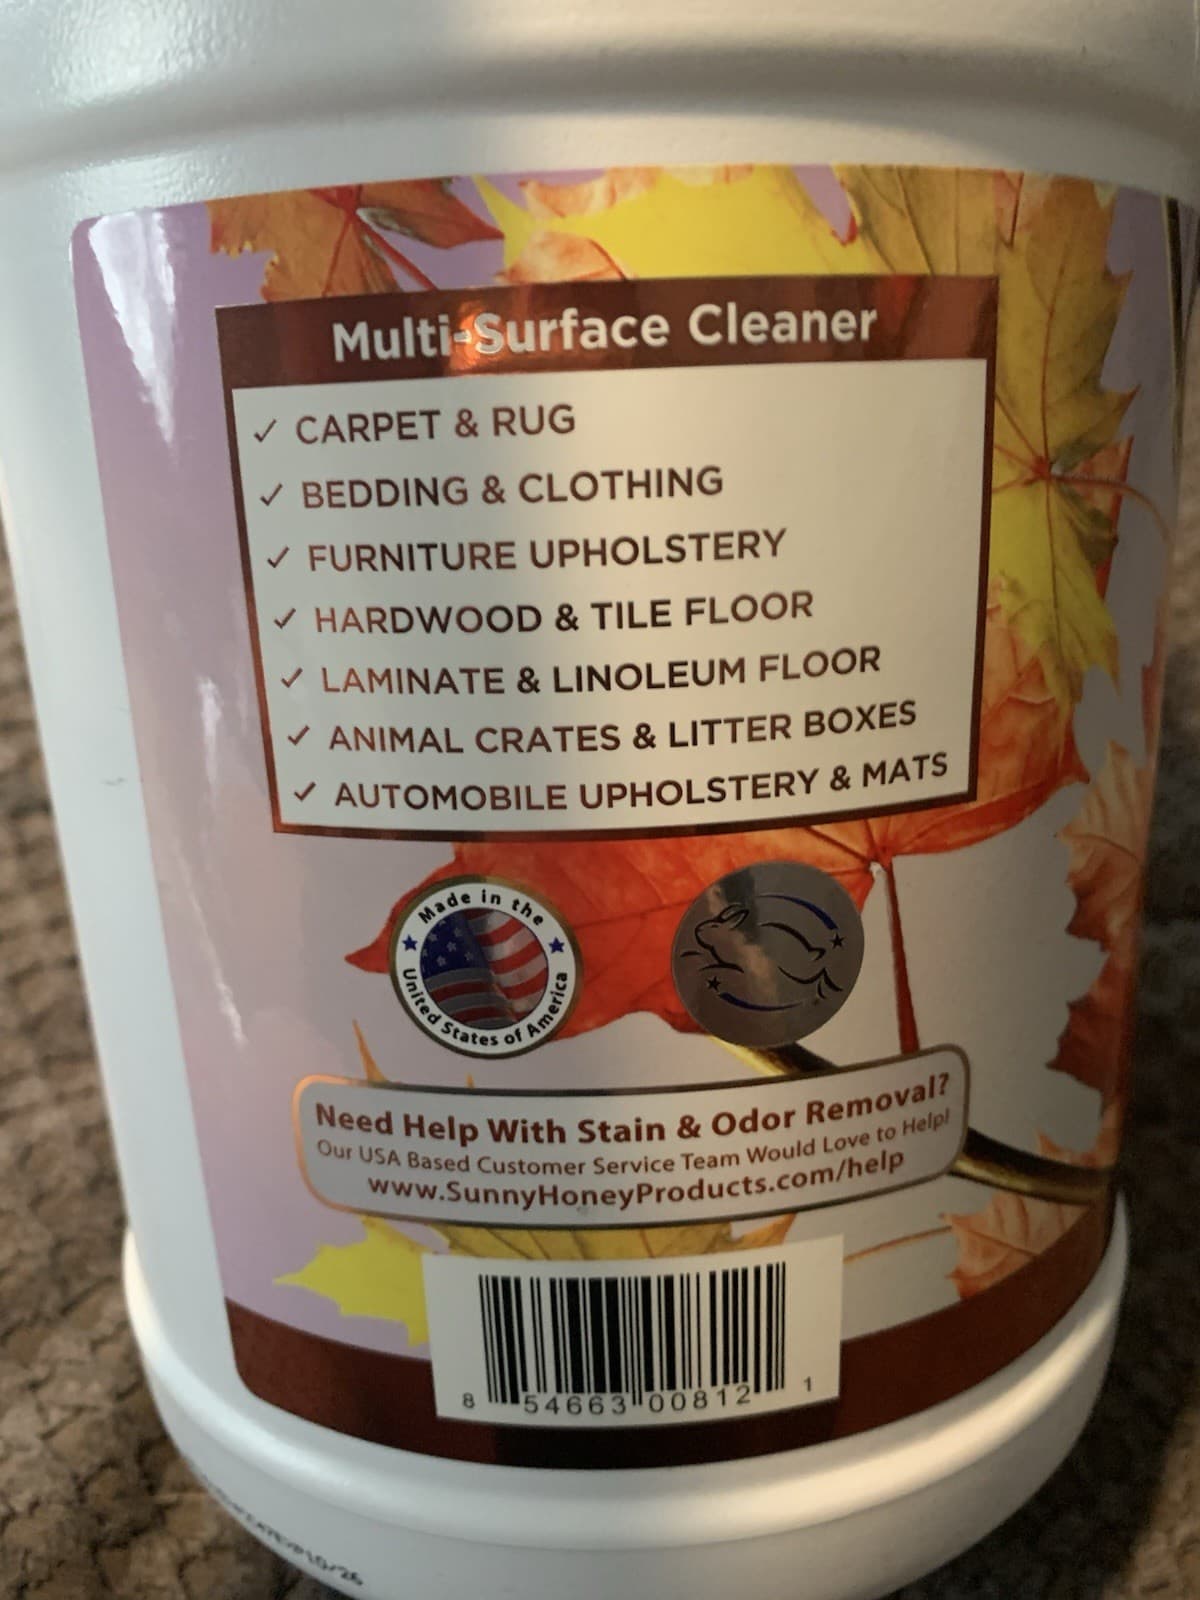 Multi-Surface Cleaner
✓ CARPET & RUG
✓ BEDDING & CLOTHING
✓ FURNITURE UPHOLSTERY
✓ HARDWOOD & TILE FLOOR
✓ LAMINATE & LINOLEUM FLOOR
✓ ANIMAL CRATES & LITTER BOXES
✓ AUTOMOBILE UPHOLSTERY & MATS
Made in the
United States of America
Need Help With Stain & Odor Removal?
Our USA Based Customer Service Team Would Love to Help!
www.SunnyHoneyProducts.com/help
8 54663 00812 1